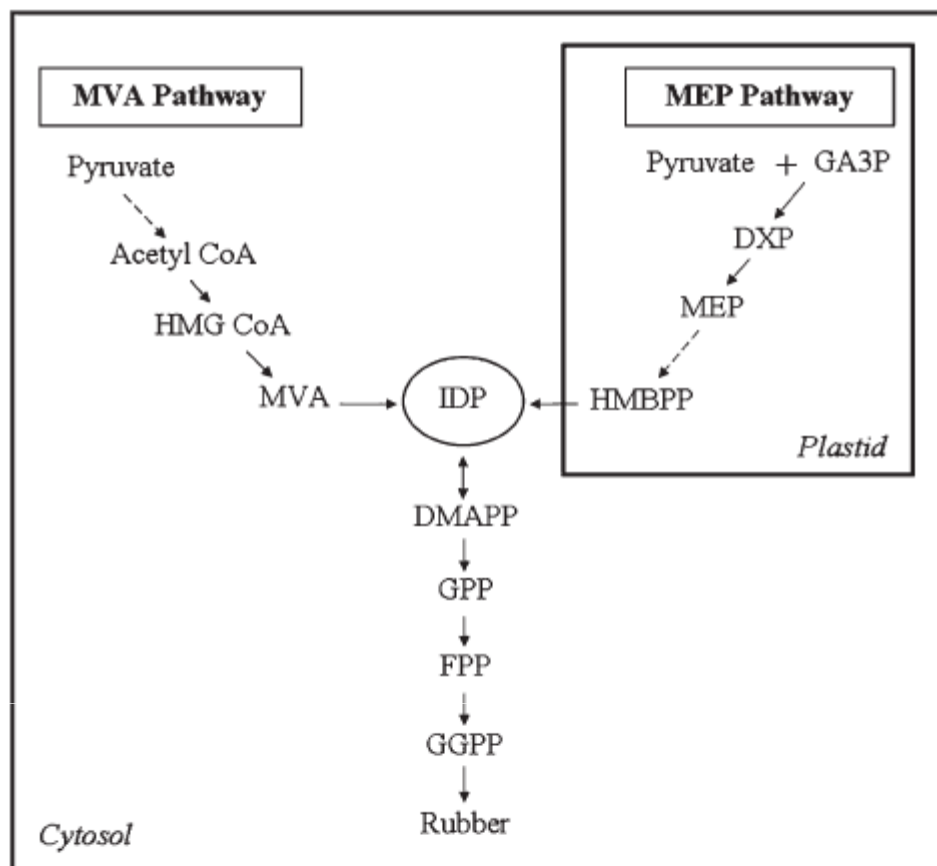 MVA Pathway
MEP Pathway
Pyruvate
Pyruvate + GA3P
Acetyl CoA
DXP
HMG CoA
MEP
MVA
IDP
HMBPP
Plastid
DMAPP
GPP
FPP
GGPP
Rubber
Cytosol